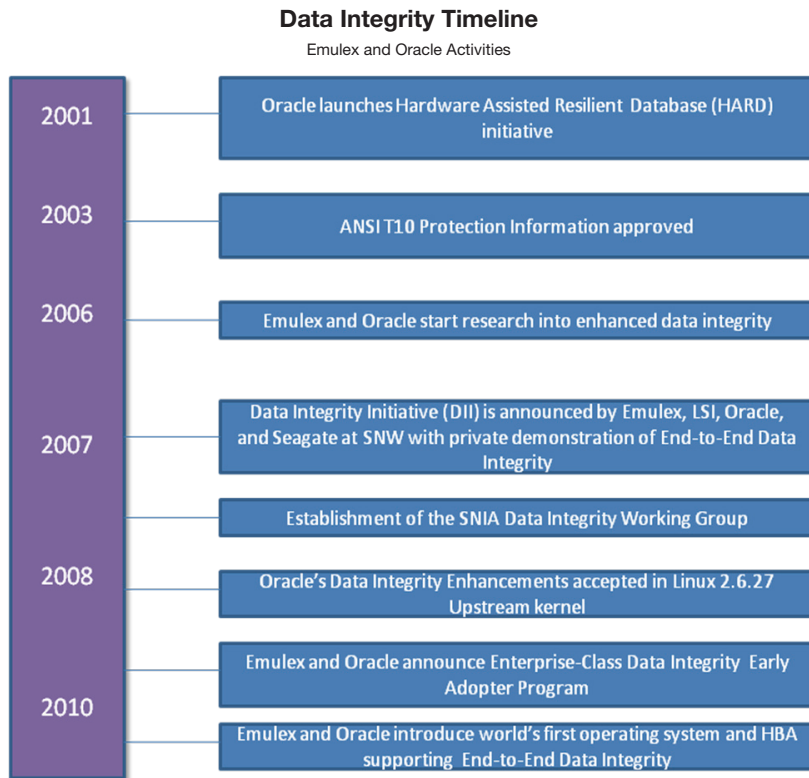 Data Integrity Timeline
Emulex and Oracle Activities
2001
Oracle launches Hardware Assisted Resilient Database (HARD)
initiative
2003
ANSI T10 Protection Information approved
2006
Emulex and Oracle start research into enhanced data integrity
2007
Data Integrity Initiative (DII) is announced by Emulex, LSI, Oracle,
and Seagate at SNW with private demonstration of End-to-End Data
Integrity
Establishment of the SNIA Data Integrity Working Group
2008
Oracle's Data Integrity Enhancements accepted in Linux 2.6.27
Upstream kernel
Emulex and Oracle announce Enterprise-Class Data Integrity Early
Adopter Program
2010
Emulex and Oracle introduce world's first operating system and HBA
supporting End-to-End Data Integrity